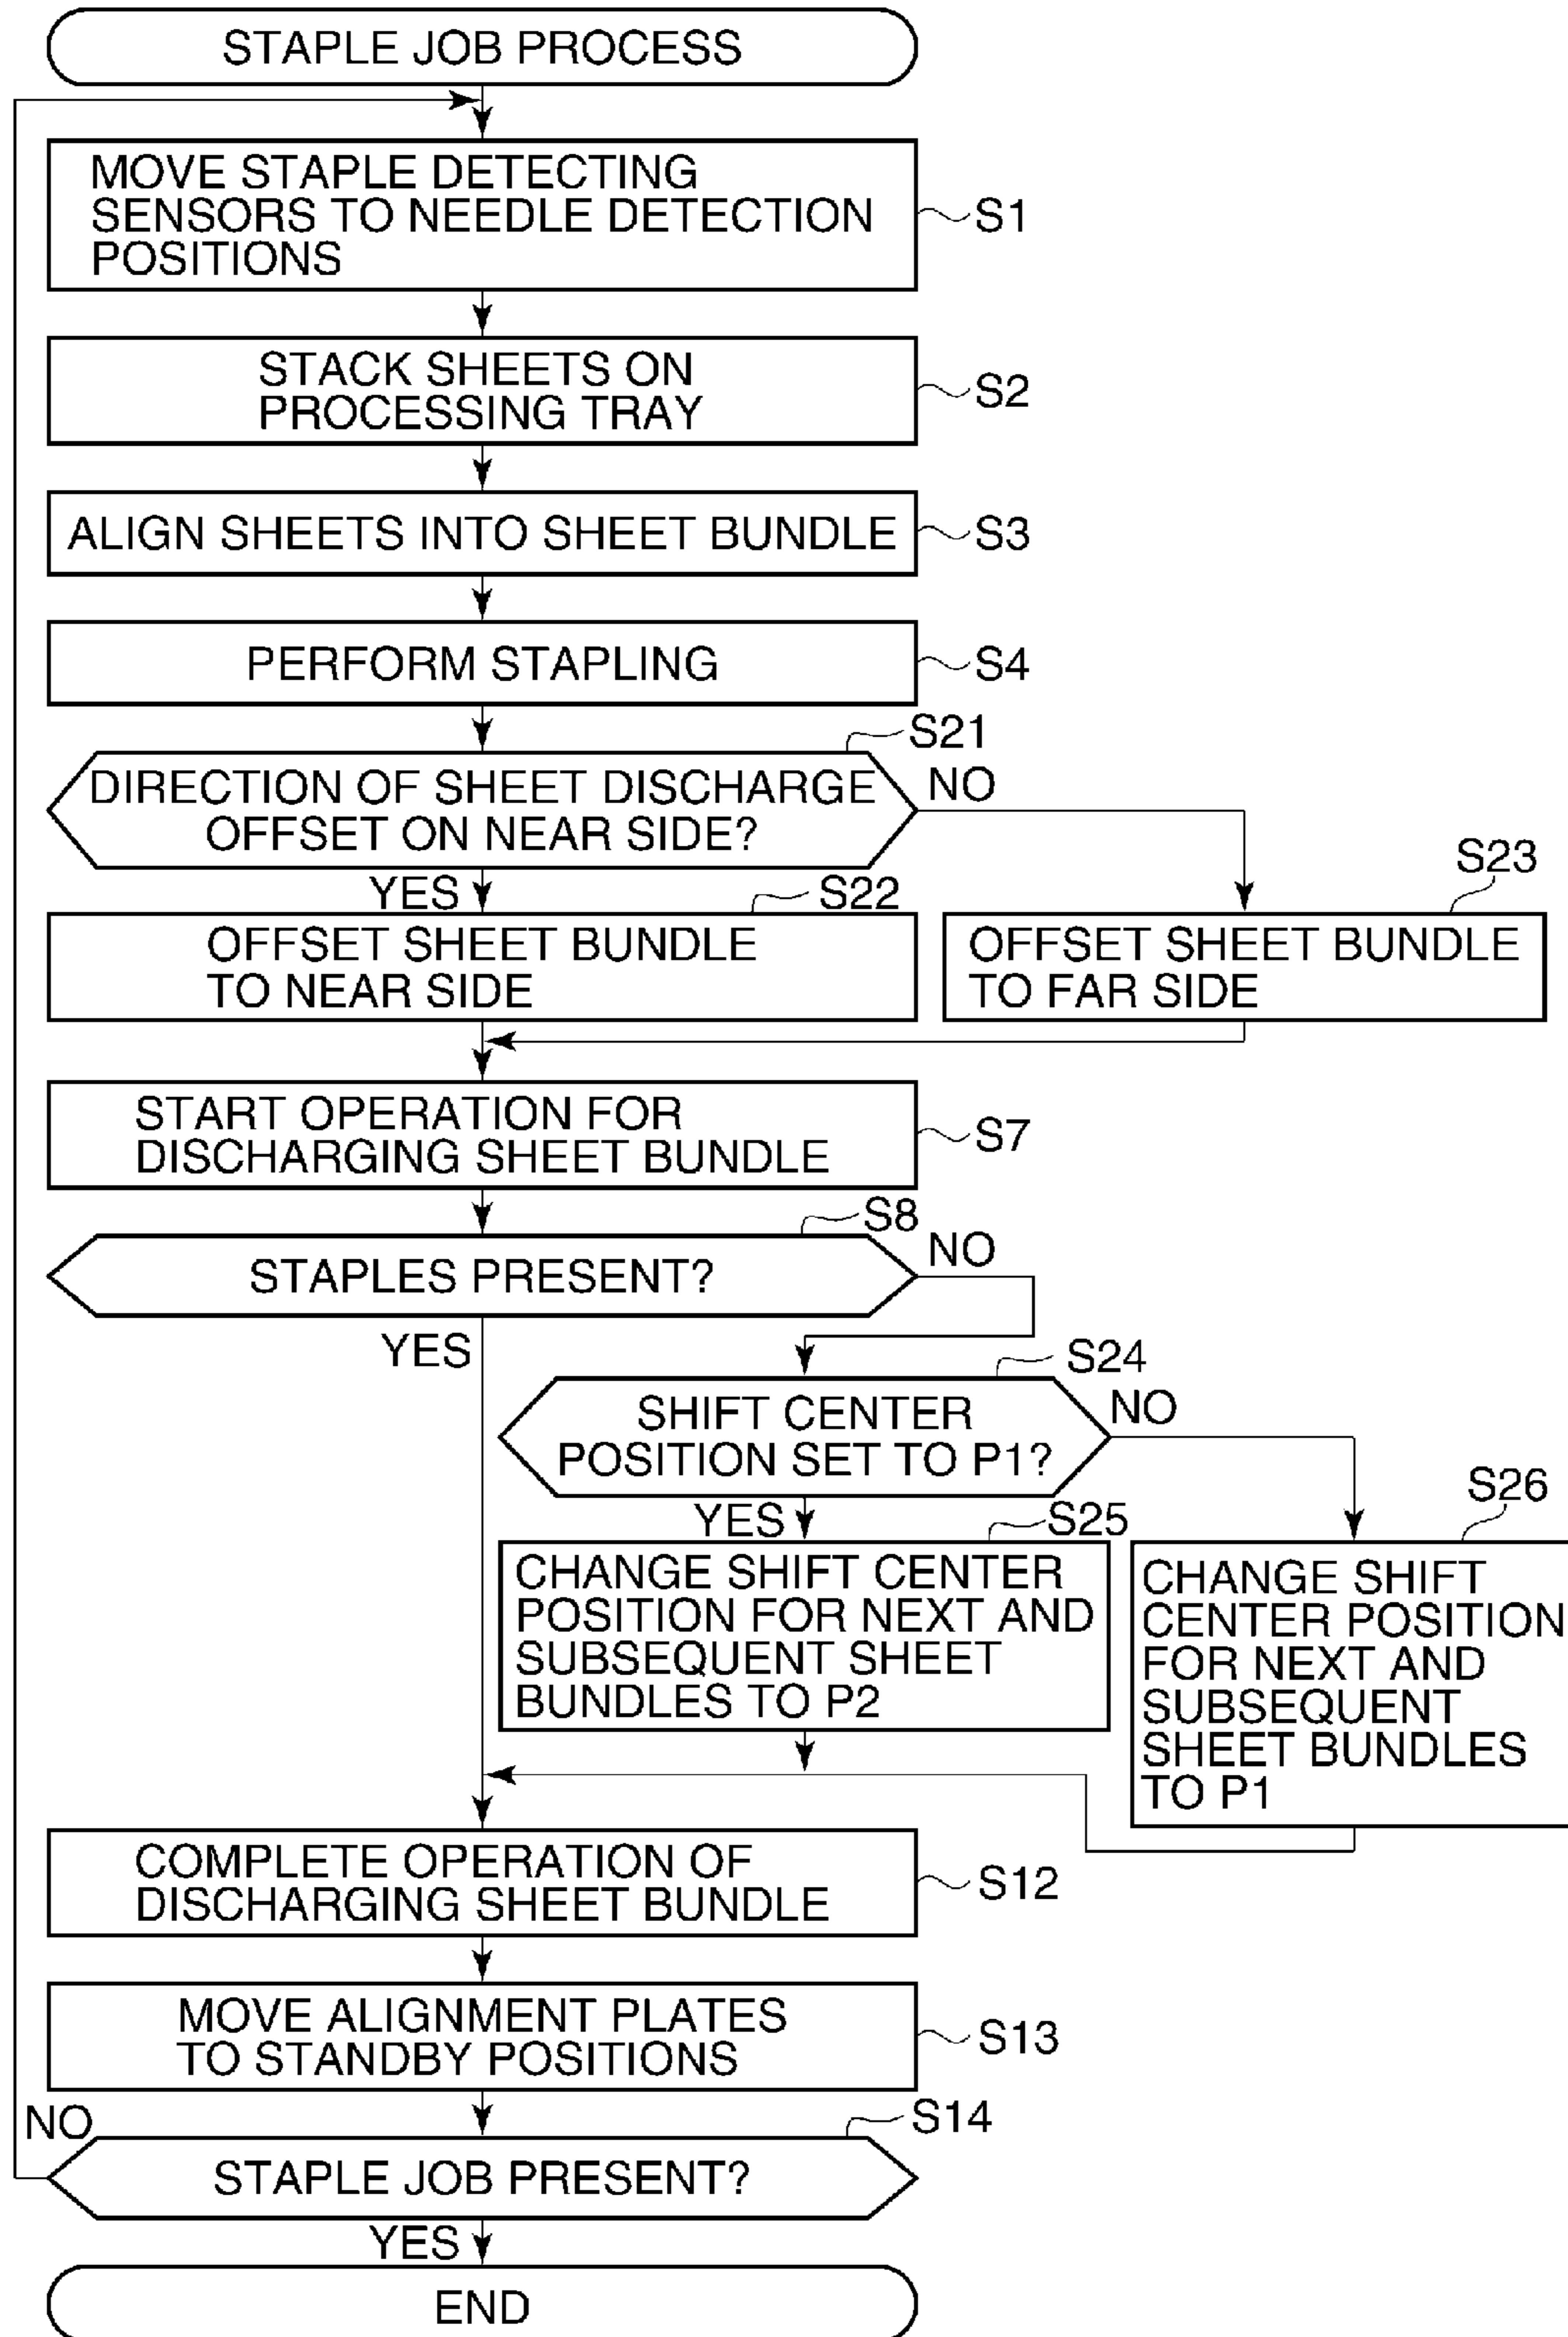 STAPLE JOB PROCESS
MOVE STAPLE DETECTING
SENSORS TO NEEDLE DETECTION
POSITIONS
S1
STACK SHEETS ON
PROCESSING TRAY
S2
ALIGN SHEETS INTO SHEET BUNDLE
S3
PERFORM STAPLING
S4
S21
DIRECTION OF SHEET DISCHARGE
OFFSET ON NEAR SIDE?
NO
YES
S22
OFFSET SHEET BUNDLE
TO NEAR SIDE
S23
OFFSET SHEET BUNDLE
TO FAR SIDE
START OPERATION FOR
DISCHARGING SHEET BUNDLE
S7
S8
STAPLES PRESENT?
NO
YES
S24
SHIFT CENTER
POSITION SET TO P1?
NO
YES
S25
CHANGE SHIFT CENTER
POSITION FOR NEXT AND
SUBSEQUENT SHEET
BUNDLES TO P2
S26
CHANGE SHIFT
CENTER POSITION
FOR NEXT AND
SUBSEQUENT
SHEET BUNDLES
TO P1
COMPLETE OPERATION OF
DISCHARGING SHEET BUNDLE
S12
MOVE ALIGNMENT PLATES
TO STANDBY POSITIONS
S13
NO
S14
STAPLE JOB PRESENT?
YES
END